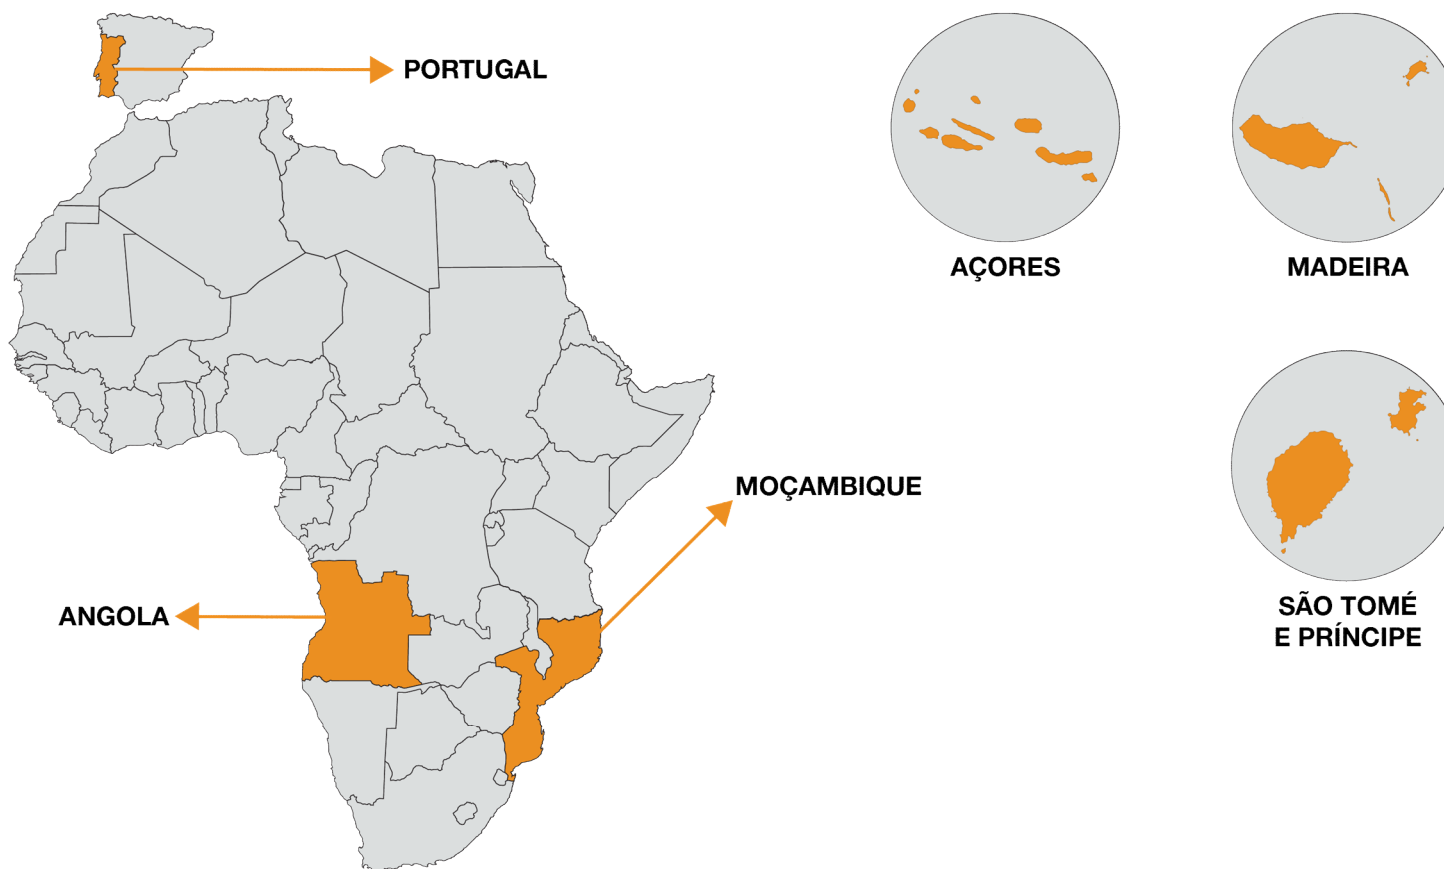 PORTUGAL
AÇORES
MADEIRA
MOÇAMBIQUE
ANGOLA
SÃO TOMÉ
E PRÍNCIPE